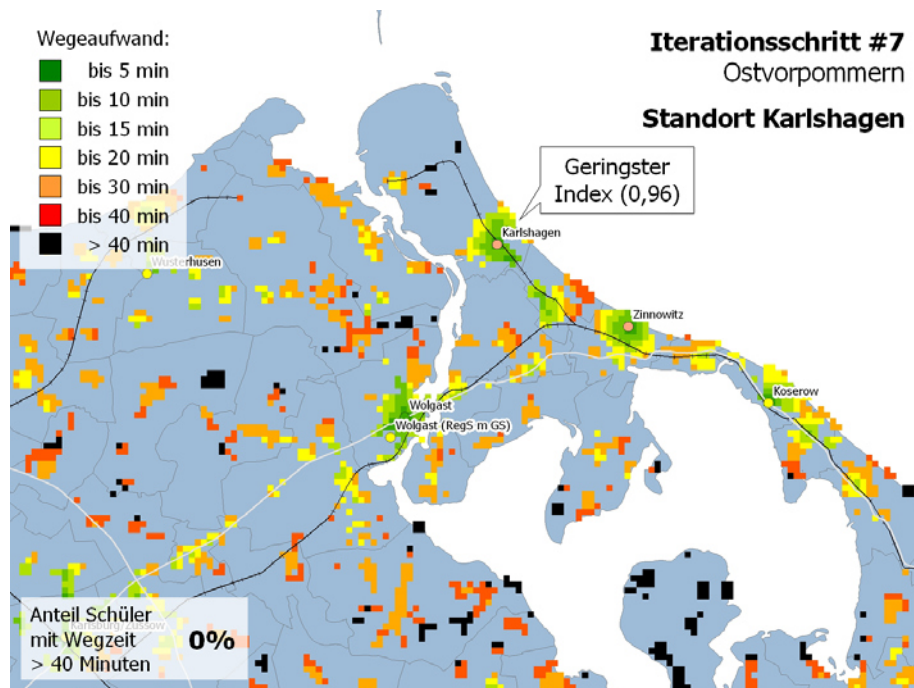 Wegeaufwand:
bis 5 min
bis 10 min
bis 15 min
bis 20 min
bis 30 min
bis 40 min
> 40 min
Iterationsschritt #7
Ostvorpommern
Standort Karlshagen
Geringster
Index (0,96)
Karlshagen
Wusterhusen
Zinnowitz
Koserow
Wolgast
Wolgast (RegS m GS)
Karlsburg/Züssow
Anteil Schüler
mit Wegzeit
> 40 Minuten
0%